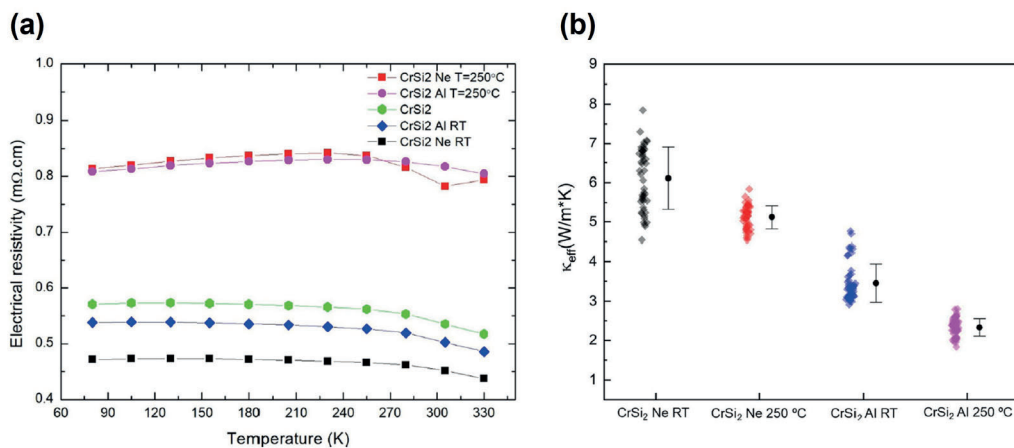 (a)
(b)
Electrical resistivity (mΩ.cm)
1.0
0.9
0.8
0.7
0.6
0.5
0.4
CrSi2 Ne T=250°C
CrSi2 Al T=250°C
CrSi2
CrSi2 Al RT
CrSi2 Ne RT
60 90 120 150 180 210 240 270 300 330
Temperature (K)
κeff(W/m*K)
9
8
7
6
5
4
3
2
1
CrSi₂ Ne RT
CrSi₂ Ne 250 ºC
CrSi₂ Al RT
CrSi₂ Al 250 ºC